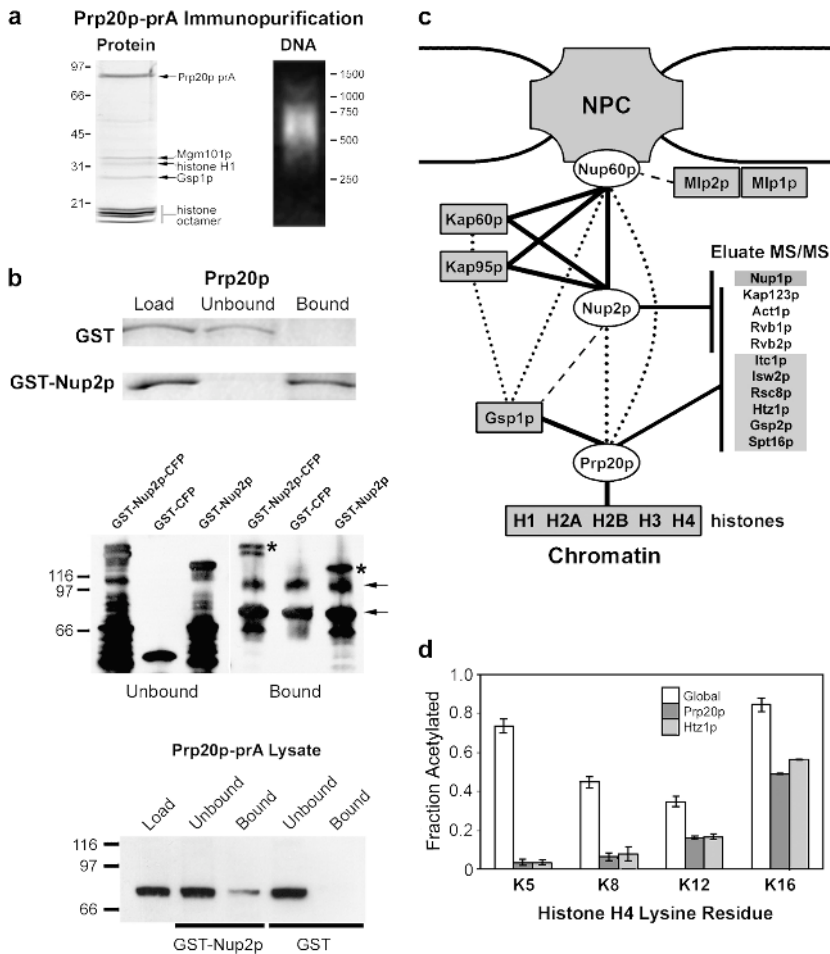 a
Prp20p-prA Immunopurification
Protein
DNA
97
66
45
31
21
Prp20p prA
Mgm101p
histone H1
Gsp1p
histone
octamer
1500
1000
750
500
250
b
Prp20p
Load Unbound Bound
GST
GST-Nup2p
GST-Nup2p-CFP
GST-CFP
GST-Nup2p
GST-Nup2p-CFP
GST-CFP
GST-Nup2p
116
97
66
*
*
Unbound
Bound
Prp20p-prA Lysate
Load
Unbound
Bound
Unbound
Bound
116
97
66
GST-Nup2p
GST
c
NPC
Nup60p
Mlp2p
Mlp1p
Kap60p
Kap95p
Nup2p
Gsp1p
Prp20p
Eluate MS/MS
Nup1p
Kap123p
Act1p
Rvb1p
Rvb2p
Itc1p
Isw2p
Rsc8p
Htz1p
Gsp2p
Spt16p
H1 H2A H2B H3 H4
histones
Chromatin
d
Fraction Acetylated
1.0
0.8
0.6
0.4
0.2
0
Global
Prp20p
Htz1p
K5
K8
K12
K16
Histone H4 Lysine Residue